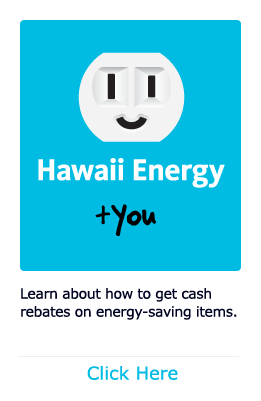 Hawaii Energy
+You
Learn about how to get cash
rebates on energy-saving items.
Click Here